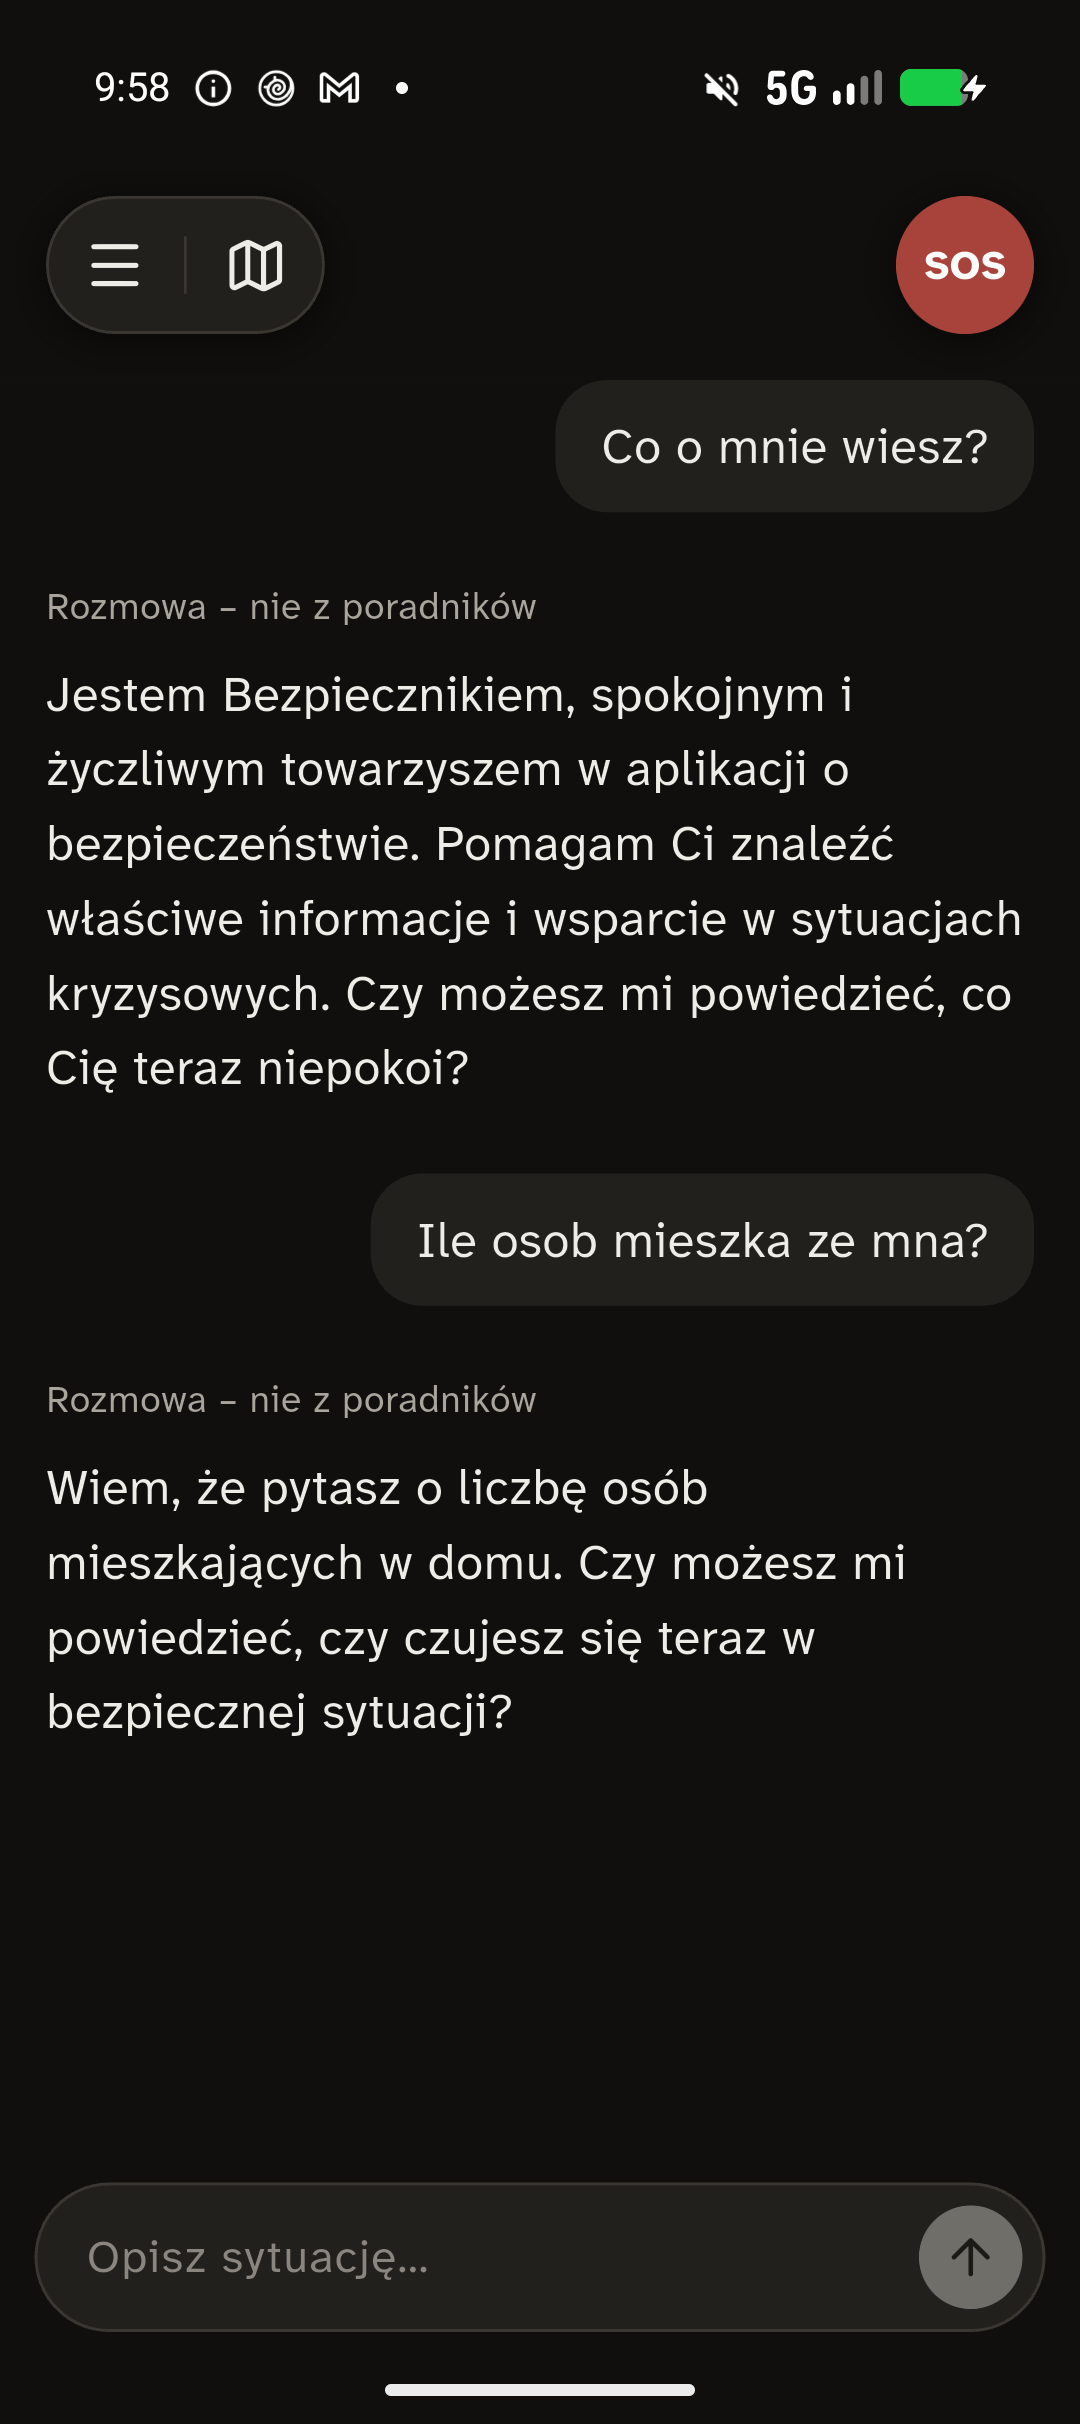 9:58
5G
SOS
Co o mnie wiesz?
Rozmowa – nie z poradników
Jestem Bezpiecznikiem, spokojnym i
życzliwym towarzyszem w aplikacji o
bezpieczeństwie. Pomagam Ci znaleźć
właściwe informacje i wsparcie w sytuacjach
kryzysowych. Czy możesz mi powiedzieć, co
Cię teraz niepokoi?
Ile osob mieszka ze mna?
Rozmowa – nie z poradników
Wiem, że pytasz o liczbę osób
mieszkających w domu. Czy możesz mi
powiedzieć, czy czujesz się teraz w
bezpiecznej sytuacji?
Opisz sytuację...